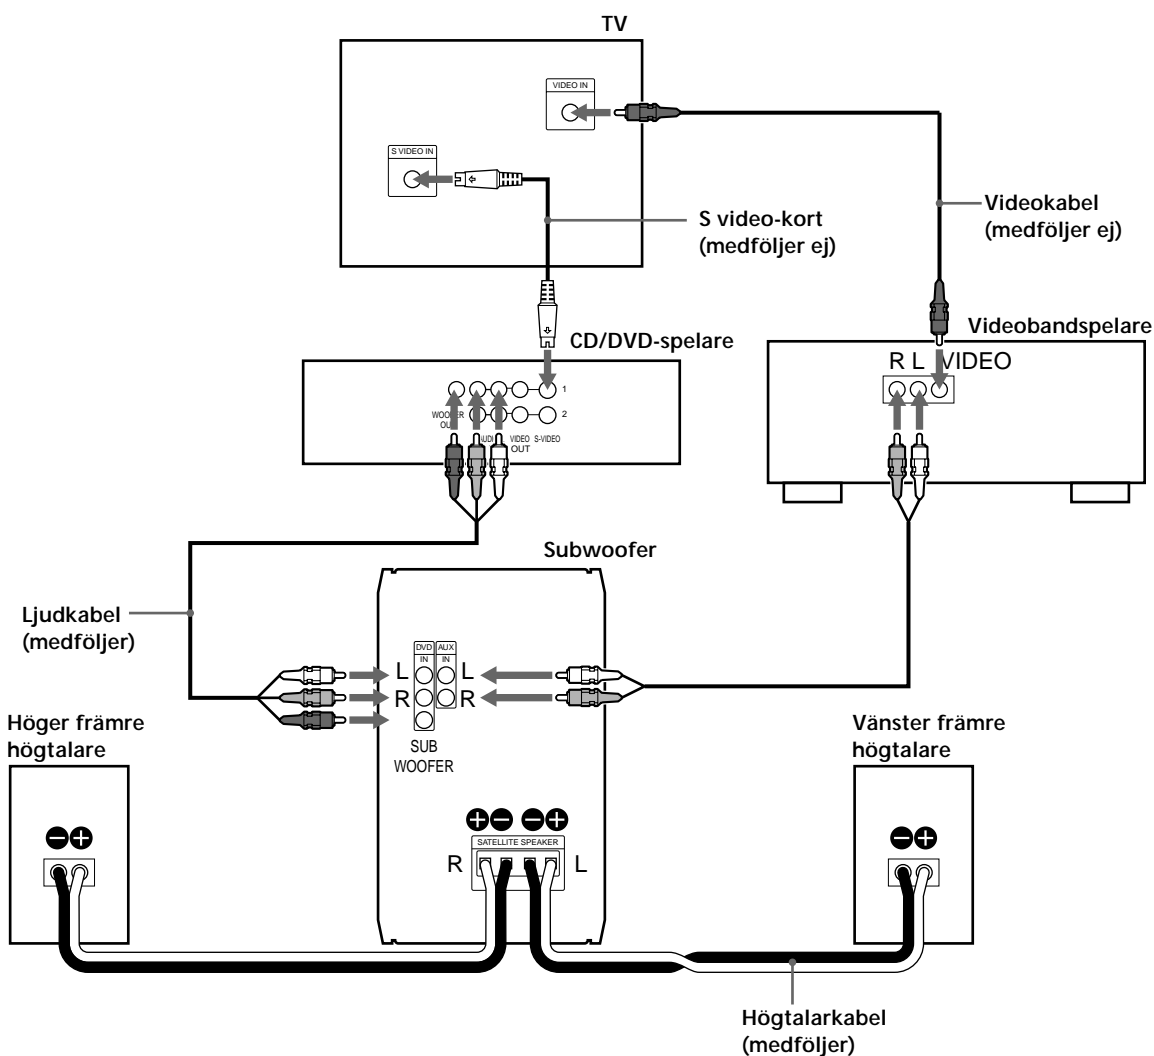 TV
VIDEO IN
S VIDEO IN
S video-kort
(medföljer ej)
Videokabel
(medföljer ej)
CD/DVD-spelare
Videobandspelare
R L VIDEO
1
2
VIDEO
OUT
S-VIDEO
Subwoofer
Ljudkabel
(medföljer)
DVD
IN
AUX
IN
L
L
R
R
SUB
WOOFER
Höger främre
högtalare
Vänster främre
högtalare
SATELLITE SPEAKER
R
L
Högtalarkabel
(medföljer)